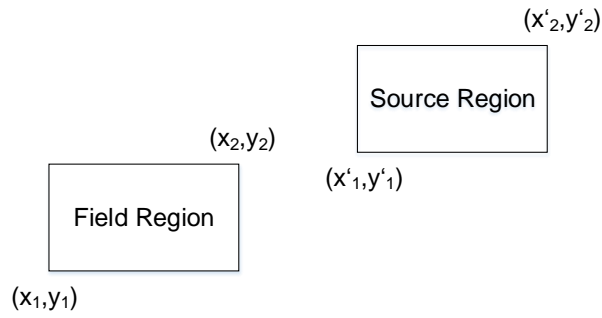 (x‘₂,y‘₂)
Source Region
(x₂,y₂)
(x‘₁,y‘₁)
Field Region
(x₁,y₁)